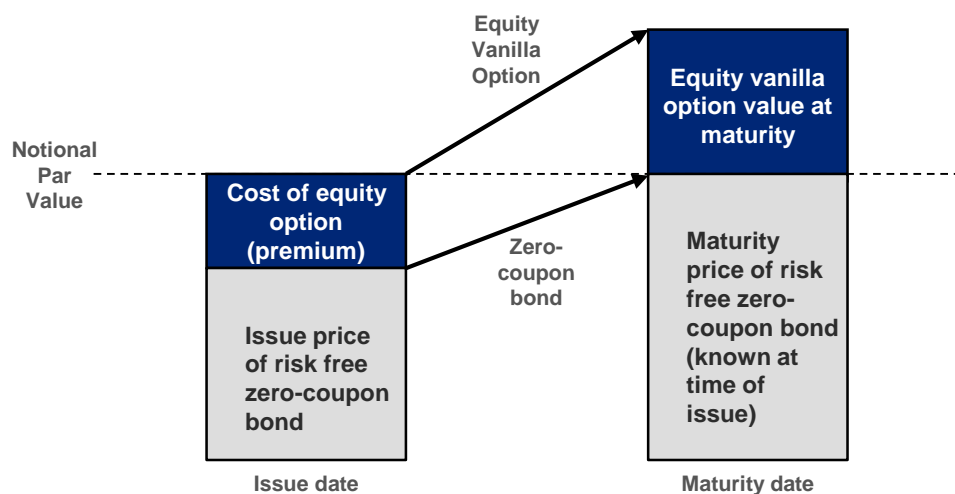 Equity
Vanilla
Option
Equity vanilla
option value at
maturity
Notional
Par
Value
Cost of equity
option
(premium)
Zero-
coupon
bond
Maturity
price of risk
free zero-
coupon bond
(known at
time of
issue)
Issue price
of risk free
zero-coupon
bond
Issue date
Maturity date